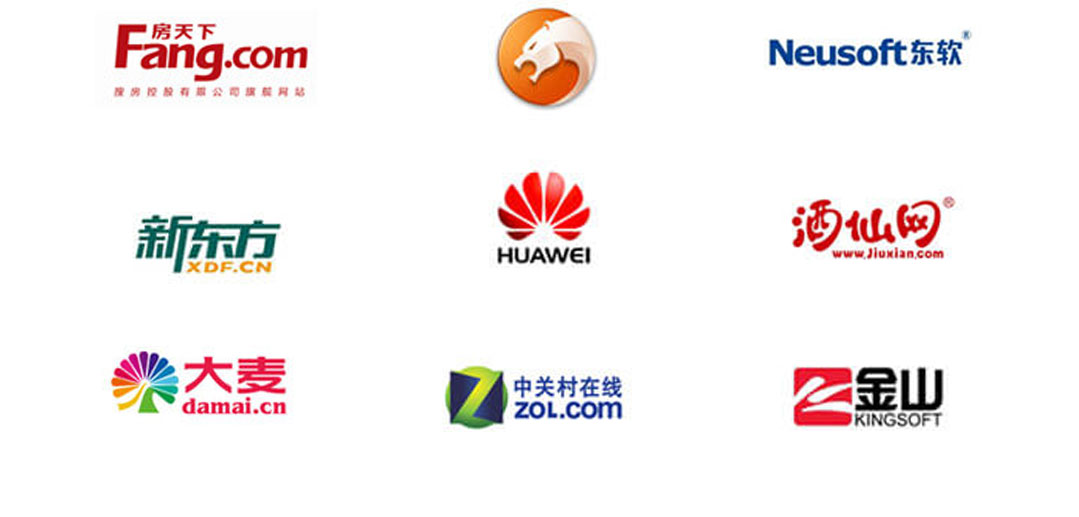 房天下
Fang.com
搜房控股有限公司旗舰网站
Neusoft东软®
新东方
XDF.CN
HUAWEI
酒仙网®
www.Jiuxian.com
大麦
damai.cn
中关村在线
ZOL.COM
金山
KINGSOFT